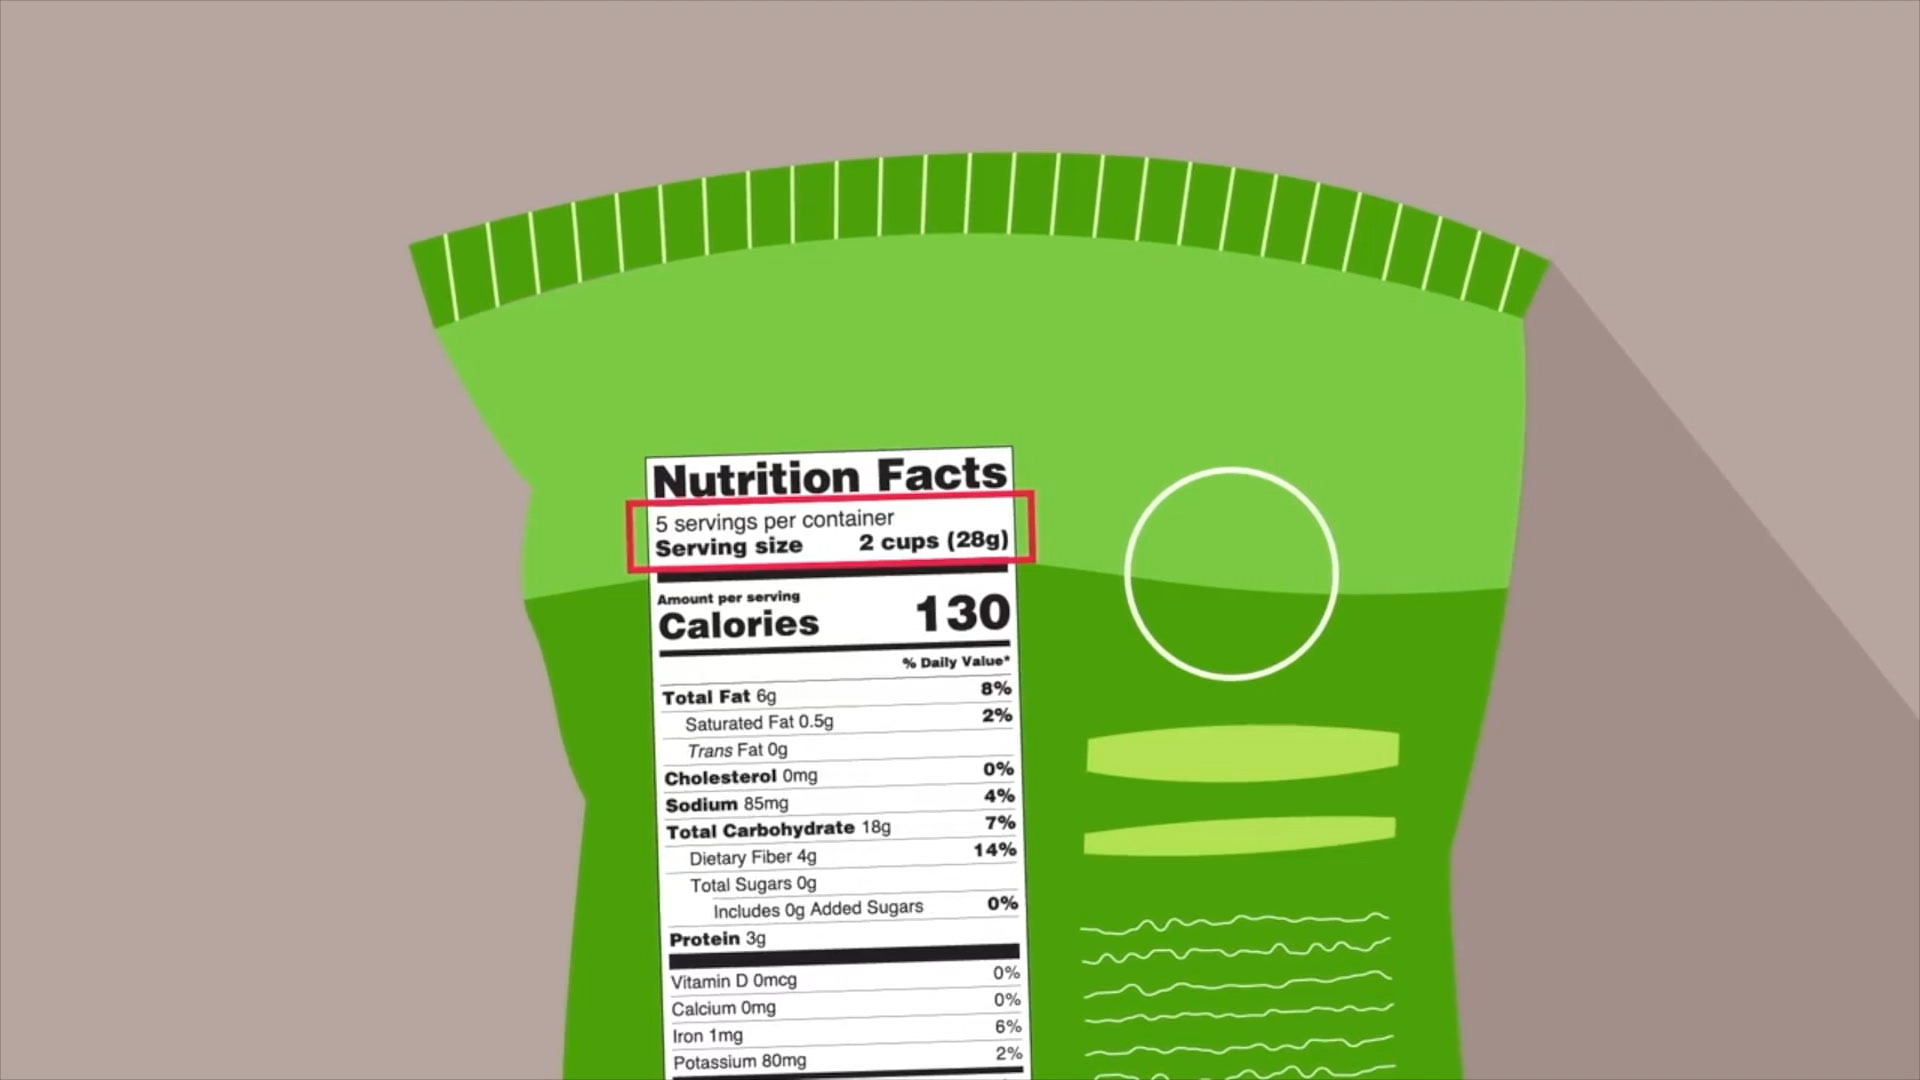 Nutrition Facts
5 servings per container
Serving size 2 cups (28g)
Amount per serving
Calories 130
% Daily Value*
Total Fat 6g 8%
Saturated Fat 0.5g 2%
Trans Fat 0g
Cholesterol 0mg 0%
Sodium 85mg 4%
Total Carbohydrate 18g 7%
Dietary Fiber 4g 14%
Total Sugars 0g
Includes 0g Added Sugars 0%
Protein 3g
Vitamin D 0mcg 0%
Calcium 0mg 0%
Iron 1mg 6%
Potassium 80mg 2%